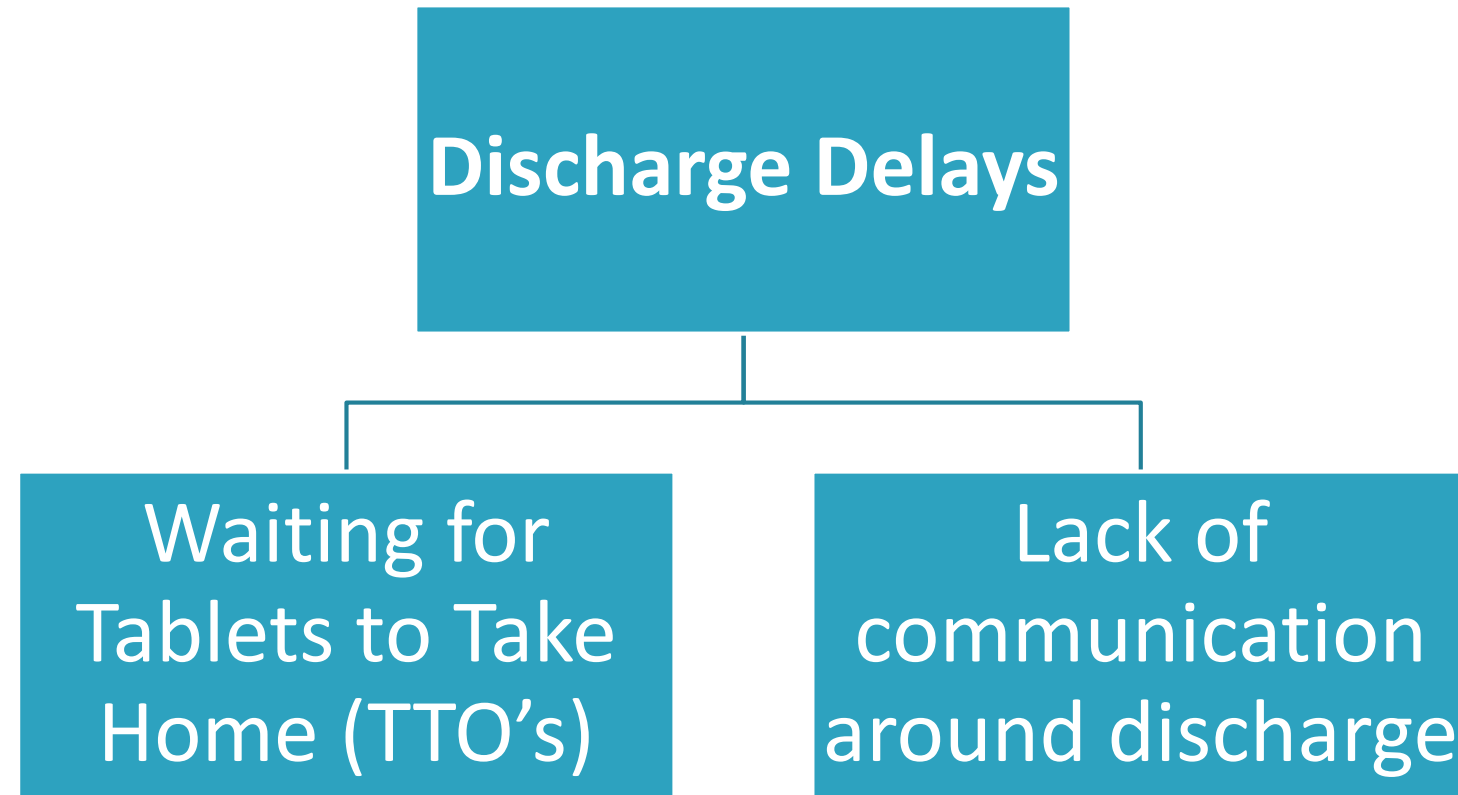 Discharge Delays
Waiting for
Tablets to Take
Home (TTO’s)
Lack of
communication
around discharge